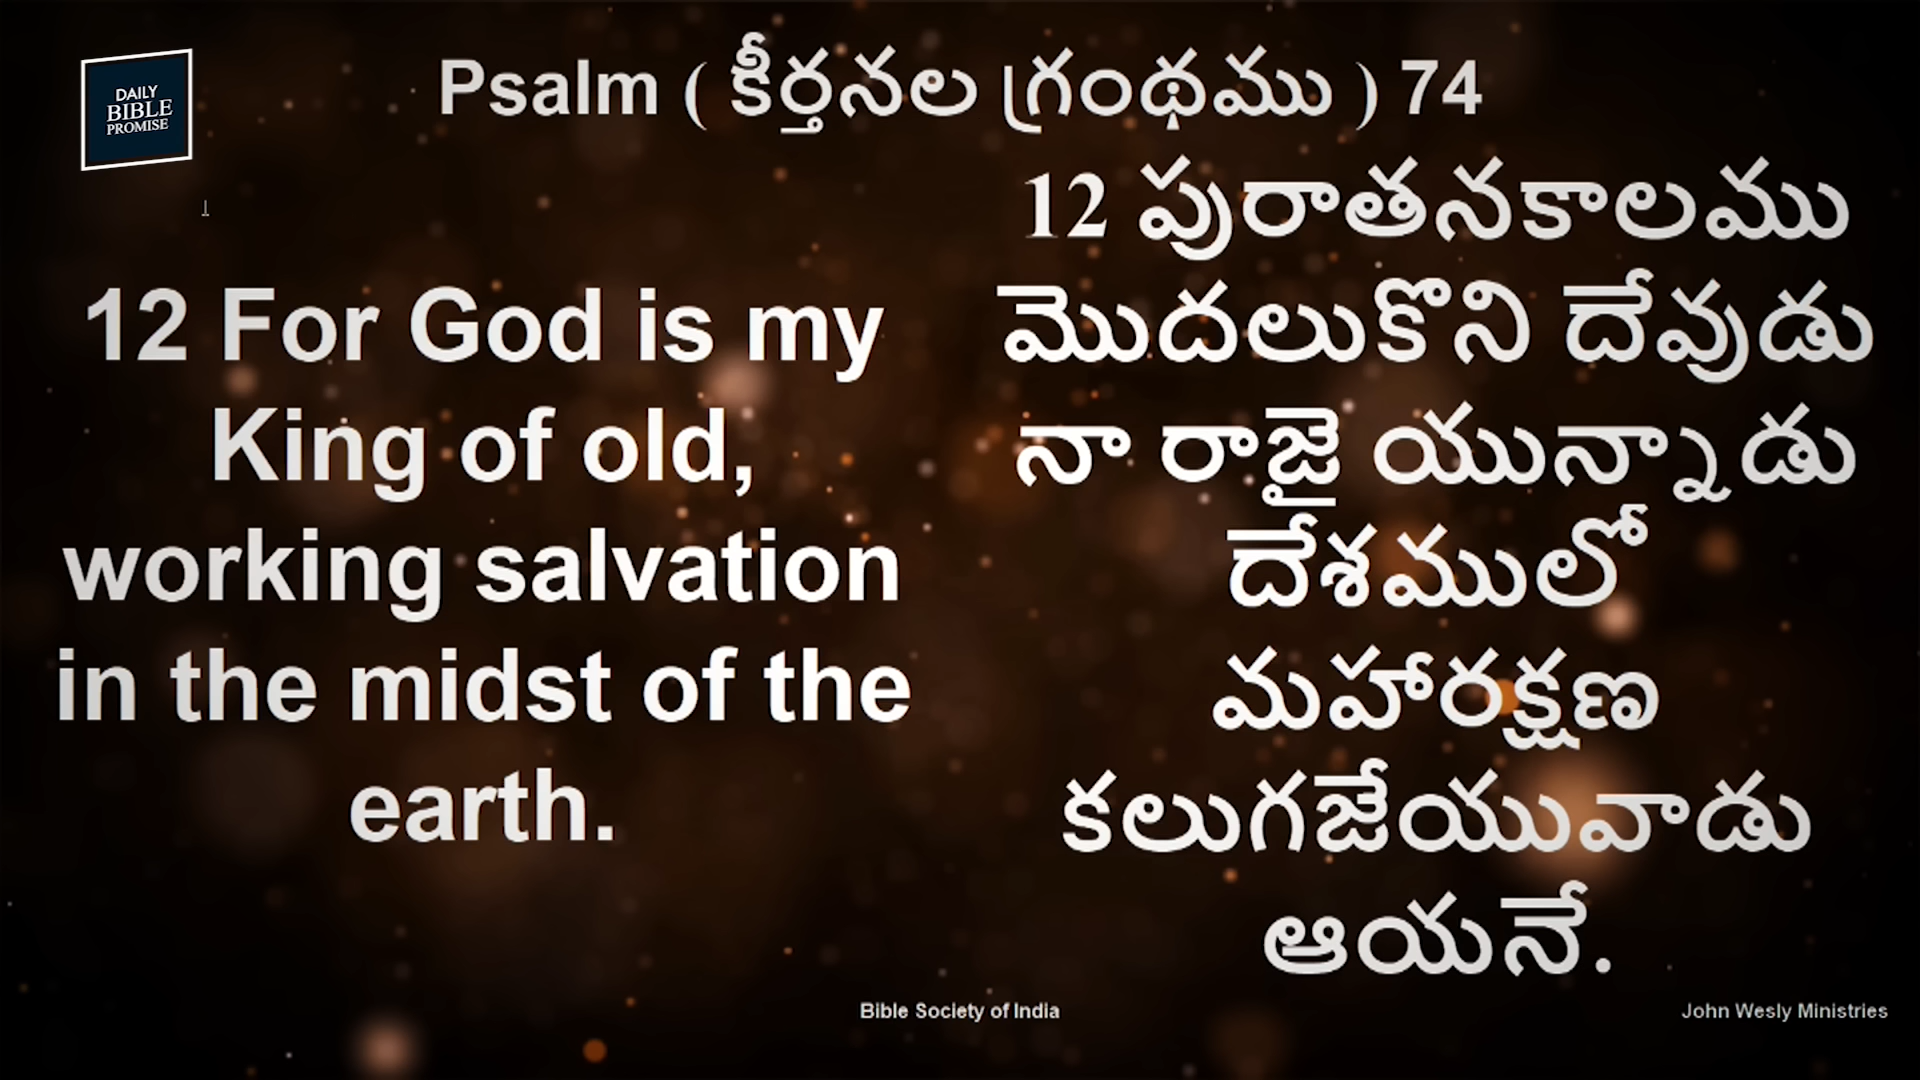 DAILY
BIBLE
PROMISE
Psalm ( కీర్తనల గ్రంథము ) 74
12 For God is my
King of old,
working salvation
in the midst of the
earth.
12 పురాతనకాలము
మొదలుకొని దేవుడు
నా రాజై యున్నాడు
దేశములో
మహారక్షణ
కలుగజేయువాడు
ఆయనే.
Bible Society of India
John Wesly Ministries